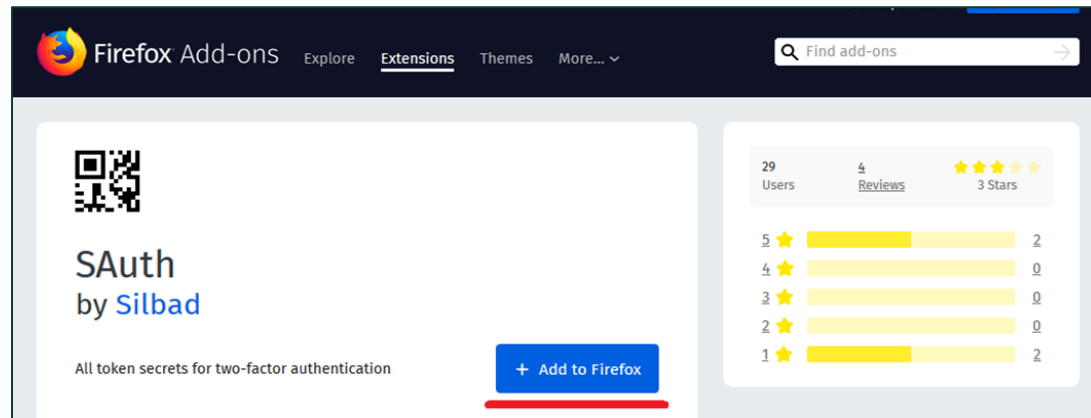 Firefox Add-ons Explore Extensions Themes More...
Find add-ons
SAuth
by Silbad
All token secrets for two-factor authentication
+ Add to Firefox
29 4
Users Reviews 3 Stars
5 2
4 0
3 0
2 0
1 2